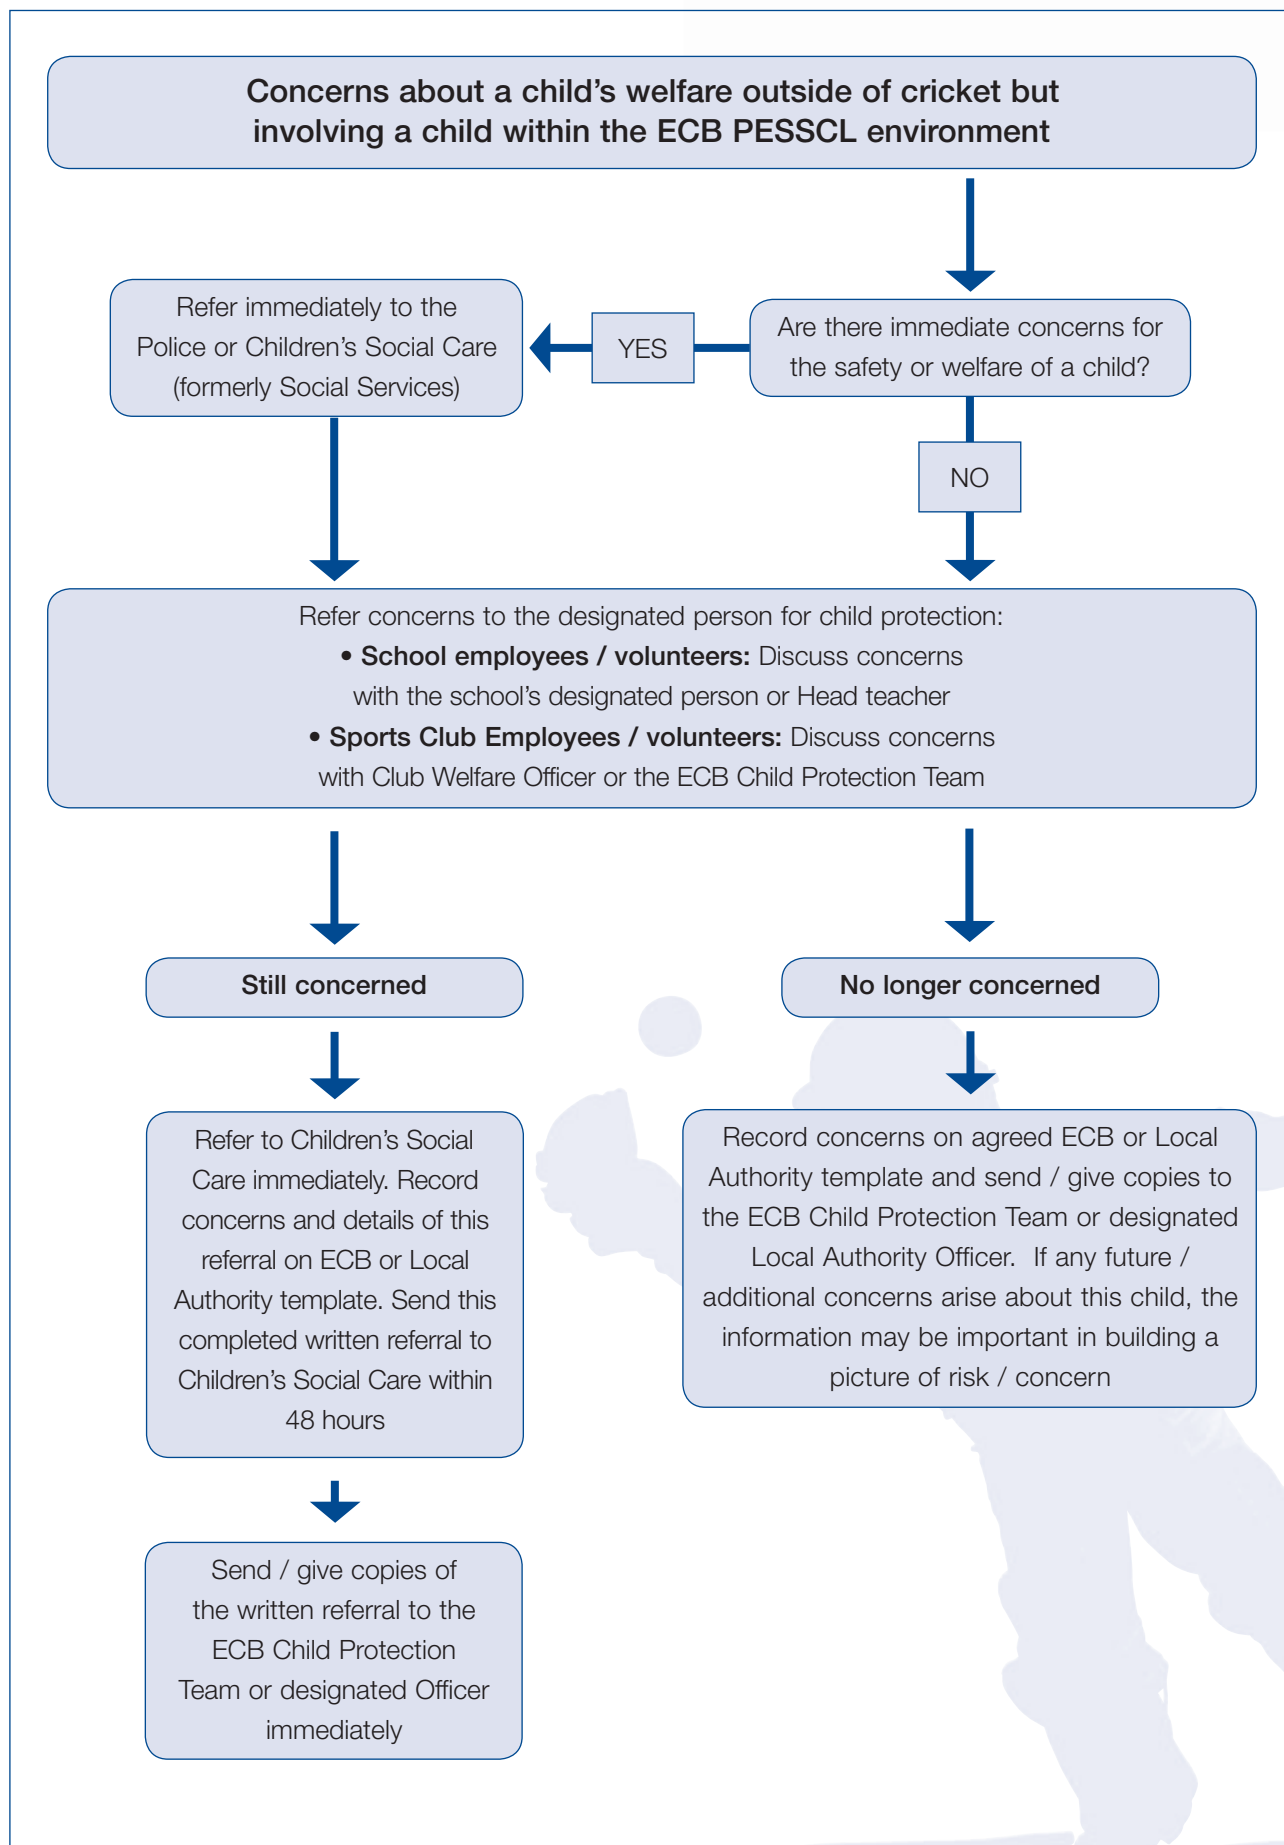 Concerns about a child’s welfare outside of cricket but
involving a child within the ECB PESSCL environment
Refer immediately to the
Police or Children’s Social Care
(formerly Social Services)
YES
Are there immediate concerns for
the safety or welfare of a child?
NO
Refer concerns to the designated person for child protection:
• School employees / volunteers: Discuss concerns
with the school’s designated person or Head teacher
• Sports Club Employees / volunteers: Discuss concerns
with Club Welfare Officer or the ECB Child Protection Team
Still concerned
No longer concerned
Refer to Children’s Social
Care immediately. Record
concerns and details of this
referral on ECB or Local
Authority template. Send this
completed written referral to
Children’s Social Care within
48 hours
Record concerns on agreed ECB or Local
Authority template and send / give copies to
the ECB Child Protection Team or designated
Local Authority Officer.  If any future /
additional concerns arise about this child, the
information may be important in building a
picture of risk / concern
Send / give copies of
the written referral to the
ECB Child Protection
Team or designated Officer
immediately